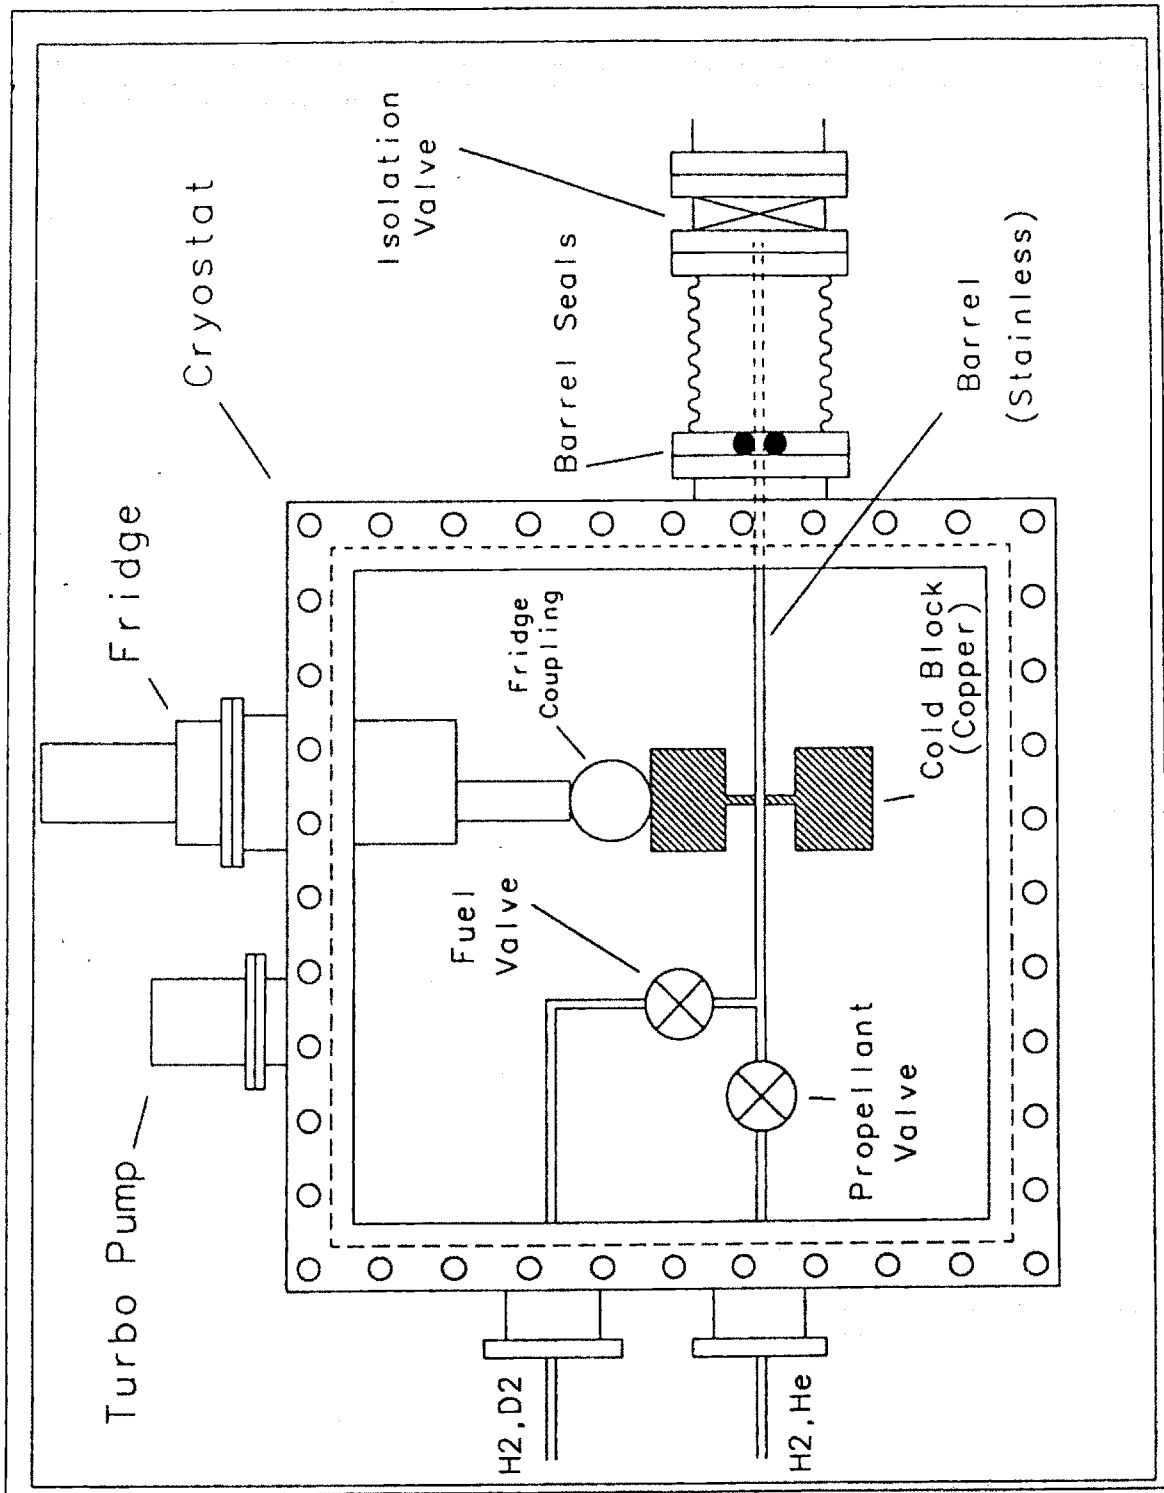 Turbo Pump
Fridge
Cryostat
Isolation
Valve
Barrel Seals
Fridge
Coupling
Fuel
Valve
H2,D2
H2,He
Propellant
Valve
Cold Block
(Copper)
Barrel
(Stainless)